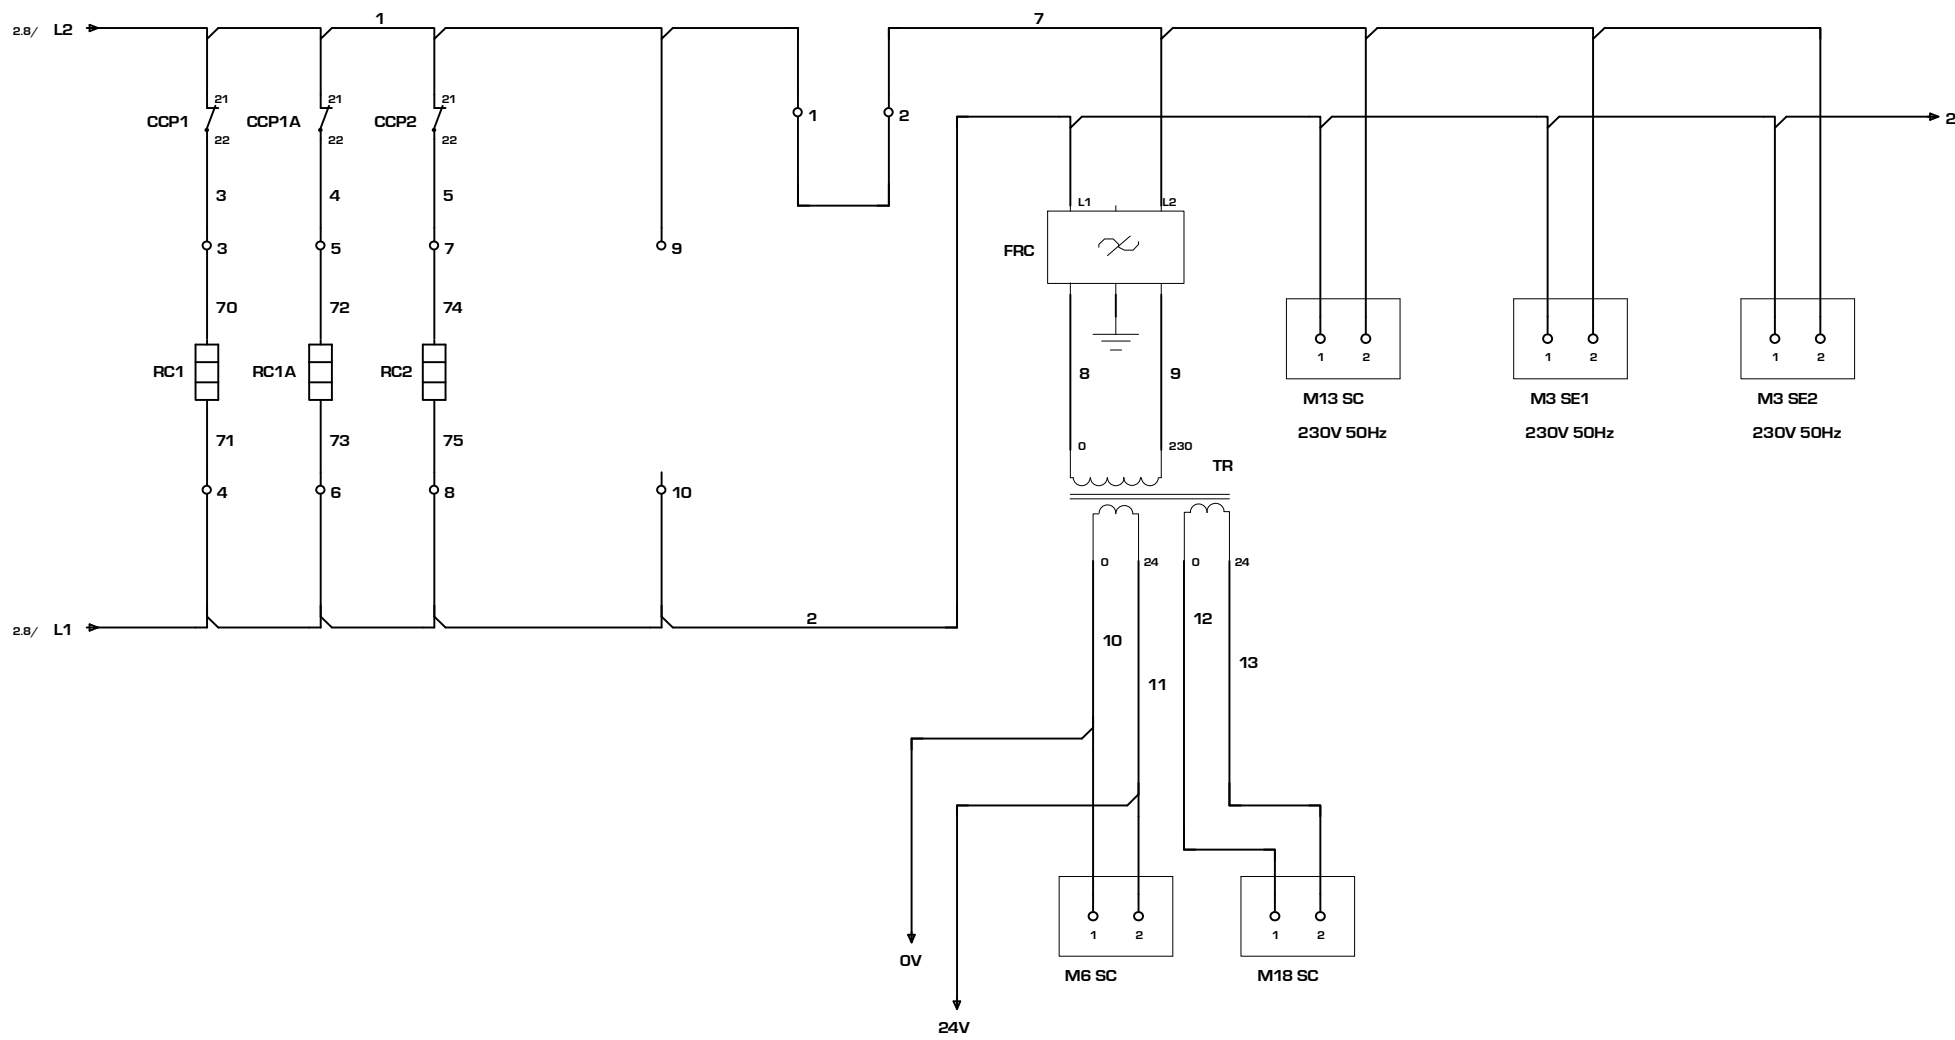 1
7
2.8/ L2
21 21 21
CCP1 CCP1A CCP2 1 2
2
22 22 22
3 4 5
L1 L2
3 5 7 9
FRC
70 72 74
1 2 1 2 1 2
RC1 RC1A RC2 8 9
M13 SC M3 SE1 M3 SE2
230V 50Hz 230V 50Hz 230V 50Hz
71 73 75 0 230
TR
4 6 8 10
0 24 0 24
2 12
2.8/ L1
10
13
11
1 2 1 2
0V
M6 SC M18 SC
24V